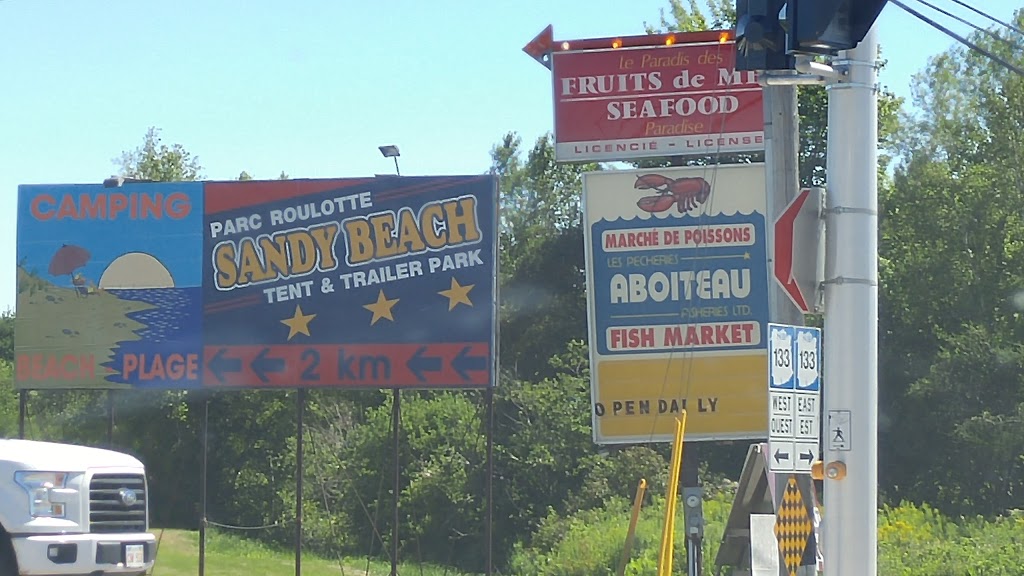 CAMPING
BEACH PLAGE
PARC ROULOTTE
SANDY BEACH
TENT & TRAILER PARK
2 km
Le Paradis des
FRUITS de ME
SEAFOOD
Paradise
LICENCIÉ - LICENSE
MARCHÉ DE POISSONS
LES PECHERIES
ABOITEAU
FISHERIES LTD.
FISH MARKET
OPEN DAILY
133 133
WEST EAST
OUEST EST